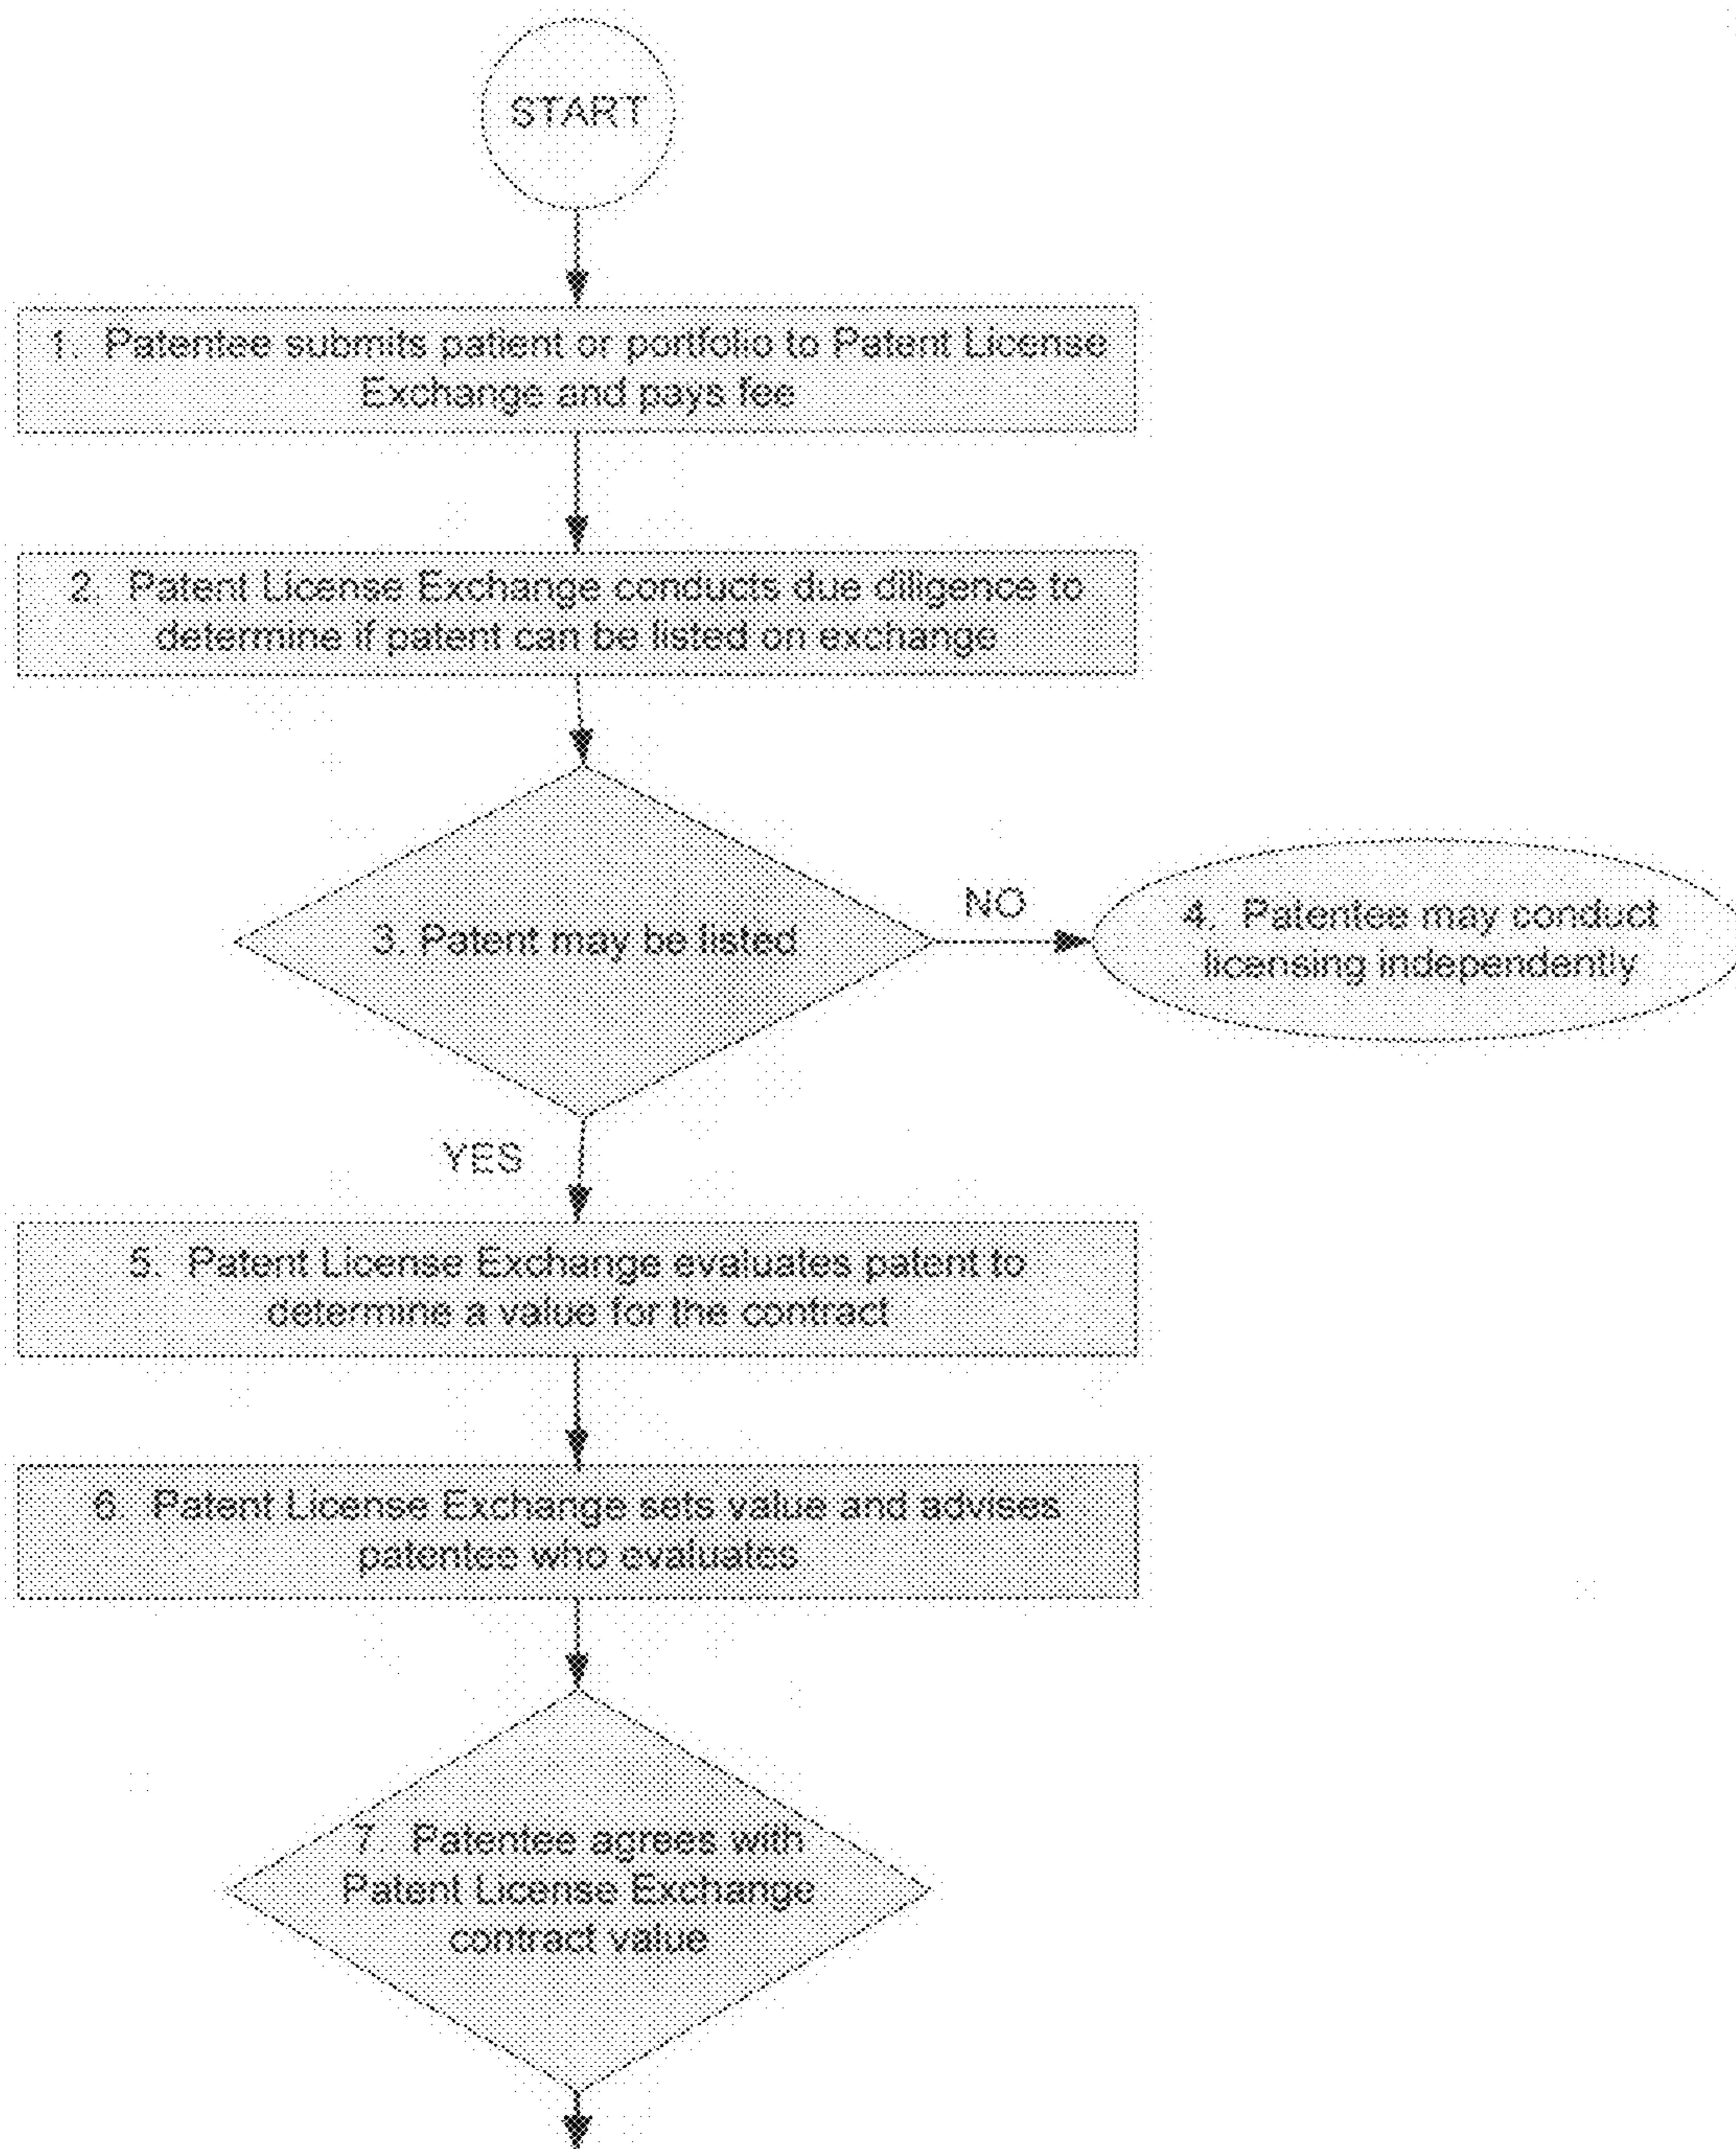 START
1. Patentee submits patient or portfolio to Patent License
Exchange and pays fee
2. Patent License Exchange conducts due diligence to
determine if patent can be listed on exchange
3. Patent may be listed
NO
4. Patentee may conduct
licensing independently
YES
5. Patent License Exchange evaluates patent to
determine a value for the contract
6. Patent License Exchange sets value and advises
patentee who evaluates
7. Patentee agrees with
Patent License Exchange
contract value